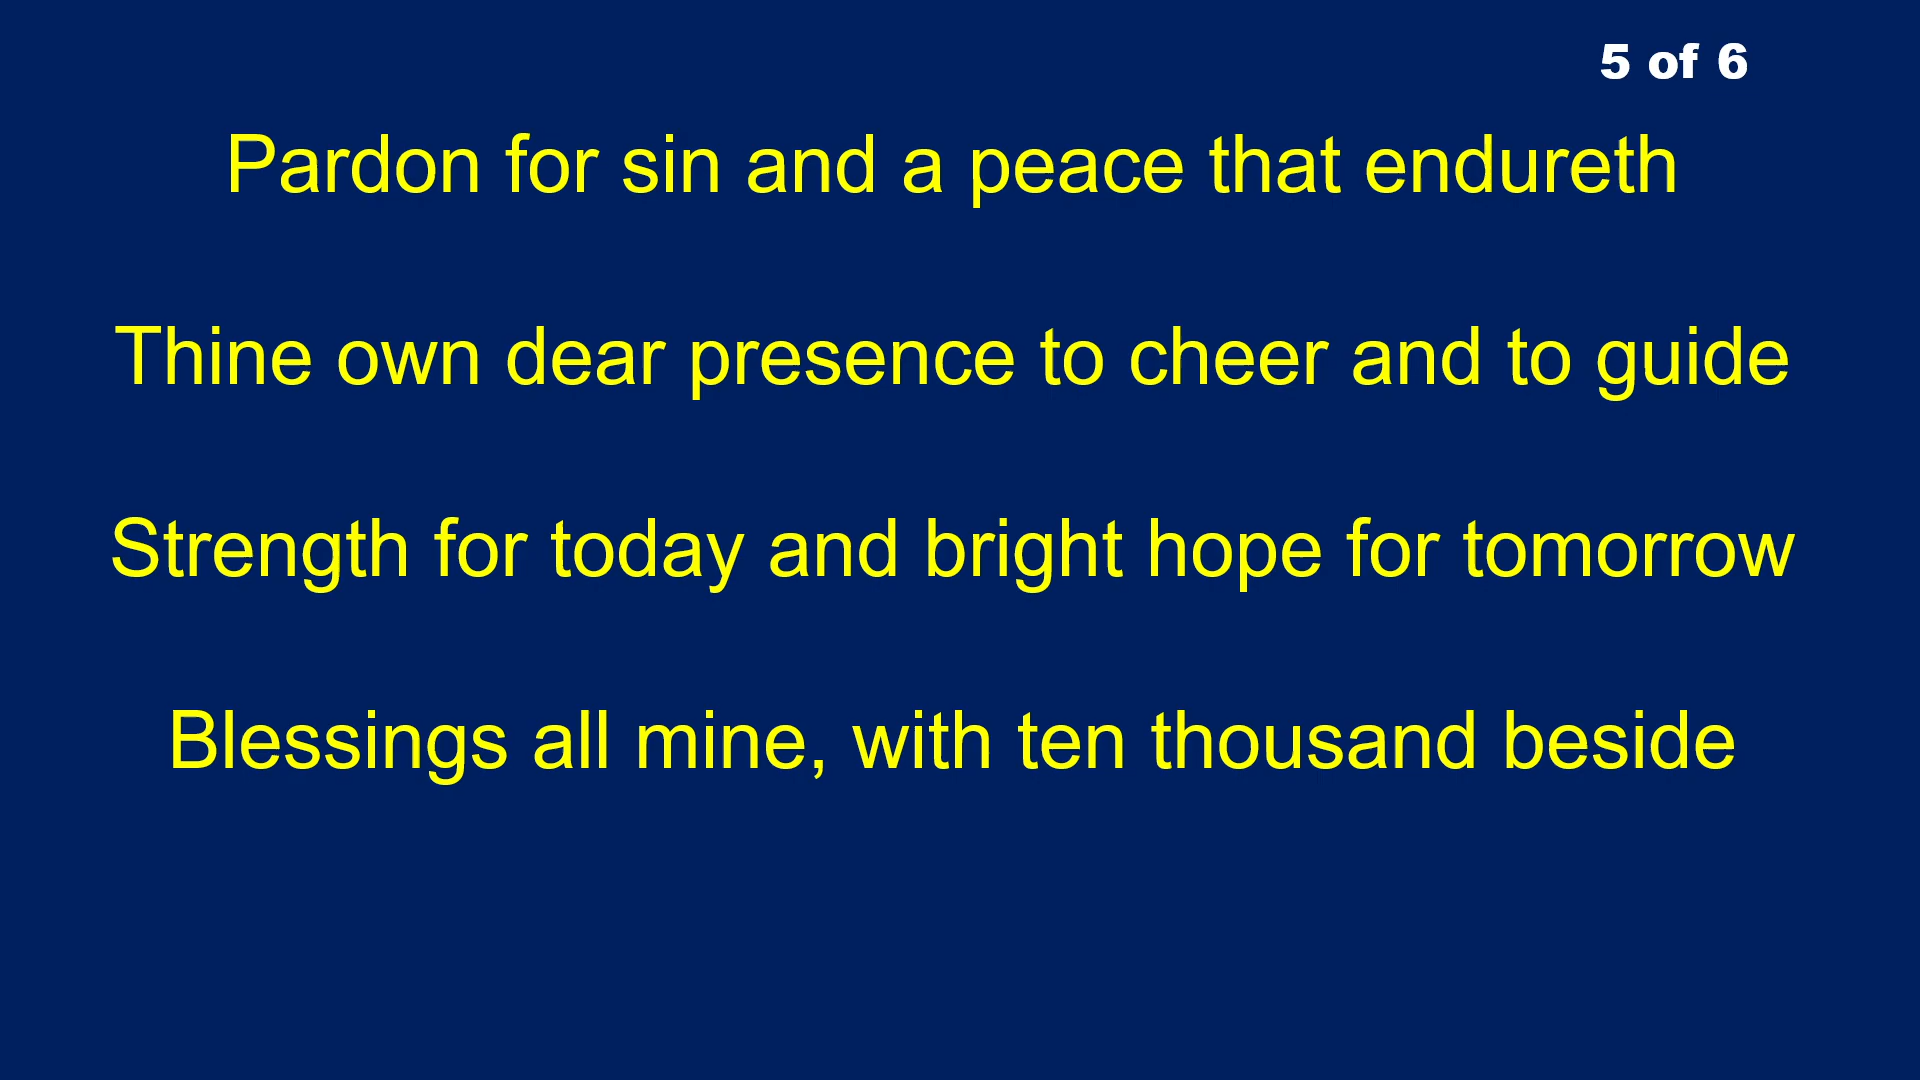 5 of 6
Pardon for sin and a peace that endureth
Thine own dear presence to cheer and to guide
Strength for today and bright hope for tomorrow
Blessings all mine, with ten thousand beside